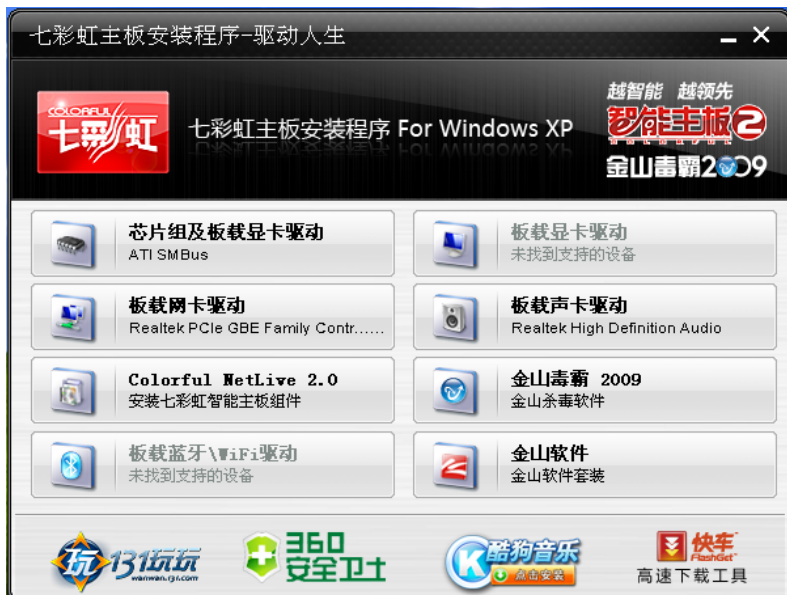 七彩虹主板安装程序-驱动人生
COLORFUL
七彩虹
七彩虹主板安装程序 For Windows XP
越智能 越领先
智能主板2
COLORFUL
金山毒霸2009
芯片组及板载显卡驱动
ATI SMBus
板载显卡驱动
未找到支持的设备
板载网卡驱动
Realtek PCIe GBE Family Contr......
板载声卡驱动
Realtek High Definition Audio
Colorful NetLive 2.0
安装七彩虹智能主板组件
金山毒霸 2009
金山杀毒软件
板载蓝牙\WiFi驱动
未找到支持的设备
金山软件
金山软件套装
玩
131玩玩
wanwan.131.com
360
安全卫士
K
酷狗音乐
点击安装
快车
FlashGet
高速下载工具